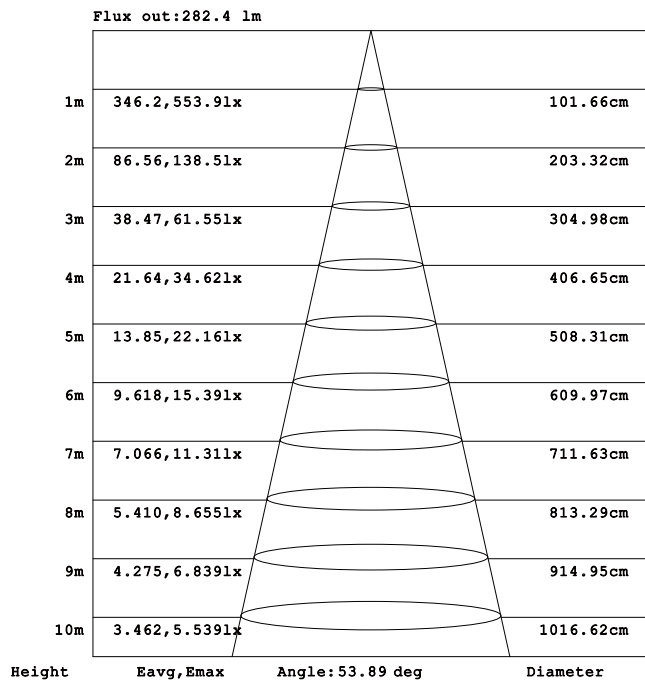 Flux out:282.4 lm
1m 346.2,553.9lx 101.66cm
2m 86.56,138.5lx 203.32cm
3m 38.47,61.55lx 304.98cm
4m 21.64,34.62lx 406.65cm
5m 13.85,22.16lx 508.31cm
6m 9.618,15.39lx 609.97cm
7m 7.066,11.31lx 711.63cm
8m 5.410,8.655lx 813.29cm
9m 4.275,6.839lx 914.95cm
10m 3.462,5.539lx 1016.62cm
Height Eavg,Emax Angle:53.89 deg Diameter